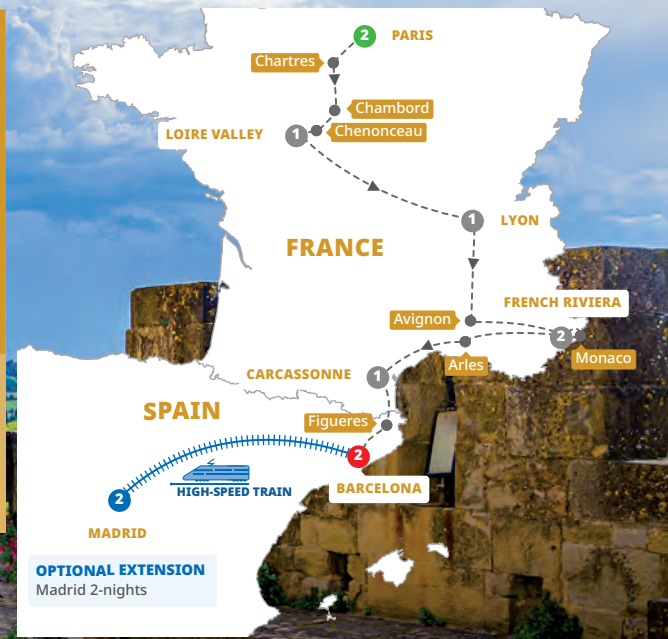 2 PARIS
Chartres
Chambord
LOIRE VALLEY 1 Chenonceau
1 LYON
FRANCE
FRENCH RIVIERA
Avignon
2
Arles
Monaco
CARCASSONNE 1
SPAIN
Figueres
2
BARCELONA
HIGH-SPEED TRAIN
2
MADRID
OPTIONAL EXTENSION
Madrid 2-nights